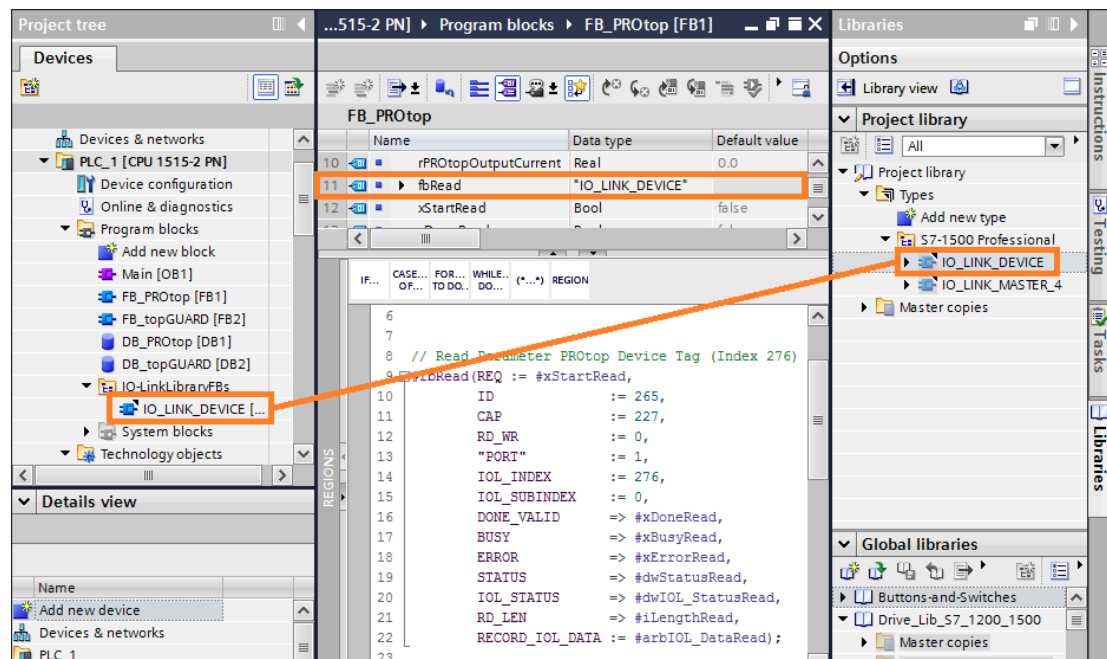 Project tree
Devices
Devices & networks
PLC_1 [CPU 1515-2 PN]
Device configuration
Online & diagnostics
Program blocks
Add new block
Main [OB1]
FB_PROtop [FB1]
FB_topGUARD [FB2]
DB_PROtop [DB1]
DB_topGUARD [DB2]
IO-LinkLibraryFBs
IO_LINK_DEVICE [...
System blocks
Technology objects
Details view
Name
Add new device
Devices & networks
PLC_1
...515-2 PN] Program blocks FB_PROtop [FB1]
FB_PROtop
Name Data type Default value
10 rPROtopOutputCurrent Real 0.0
11 fbRead "IO_LINK_DEVICE"
12 xStartRead Bool false
IF... CASE... OF... FOR... TO DO... WHILE... DO... (*...*) REGION
REGIONS
6
7
8 // Read Parameter PROtop Device Tag (Index 276)
9 #fbRead(REQ := #xStartRead,
10 ID := 265,
11 CAP := 227,
12 RD_WR := 0,
13 "PORT" := 1,
14 IOL_INDEX := 276,
15 IOL_SUBINDEX := 0,
16 DONE_VALID => #xDoneRead,
17 BUSY => #xBusyRead,
18 ERROR => #xErrorRead,
19 STATUS => #dwStatusRead,
20 IOL_STATUS => #dwIOL_StatusRead,
21 RD_LEN => #iLengthRead,
22 RECORD_IOL_DATA := #arbIOL_DataRead);
23
Libraries
Options
Library view
Project library
All
Project library
Types
Add new type
S7-1500 Professional
IO_LINK_DEVICE
IO_LINK_MASTER_4
Master copies
Global libraries
Buttons-and-Switches
Drive_Lib_S7_1200_1500
Master copies
Instructions
Testing
Tasks
Libraries